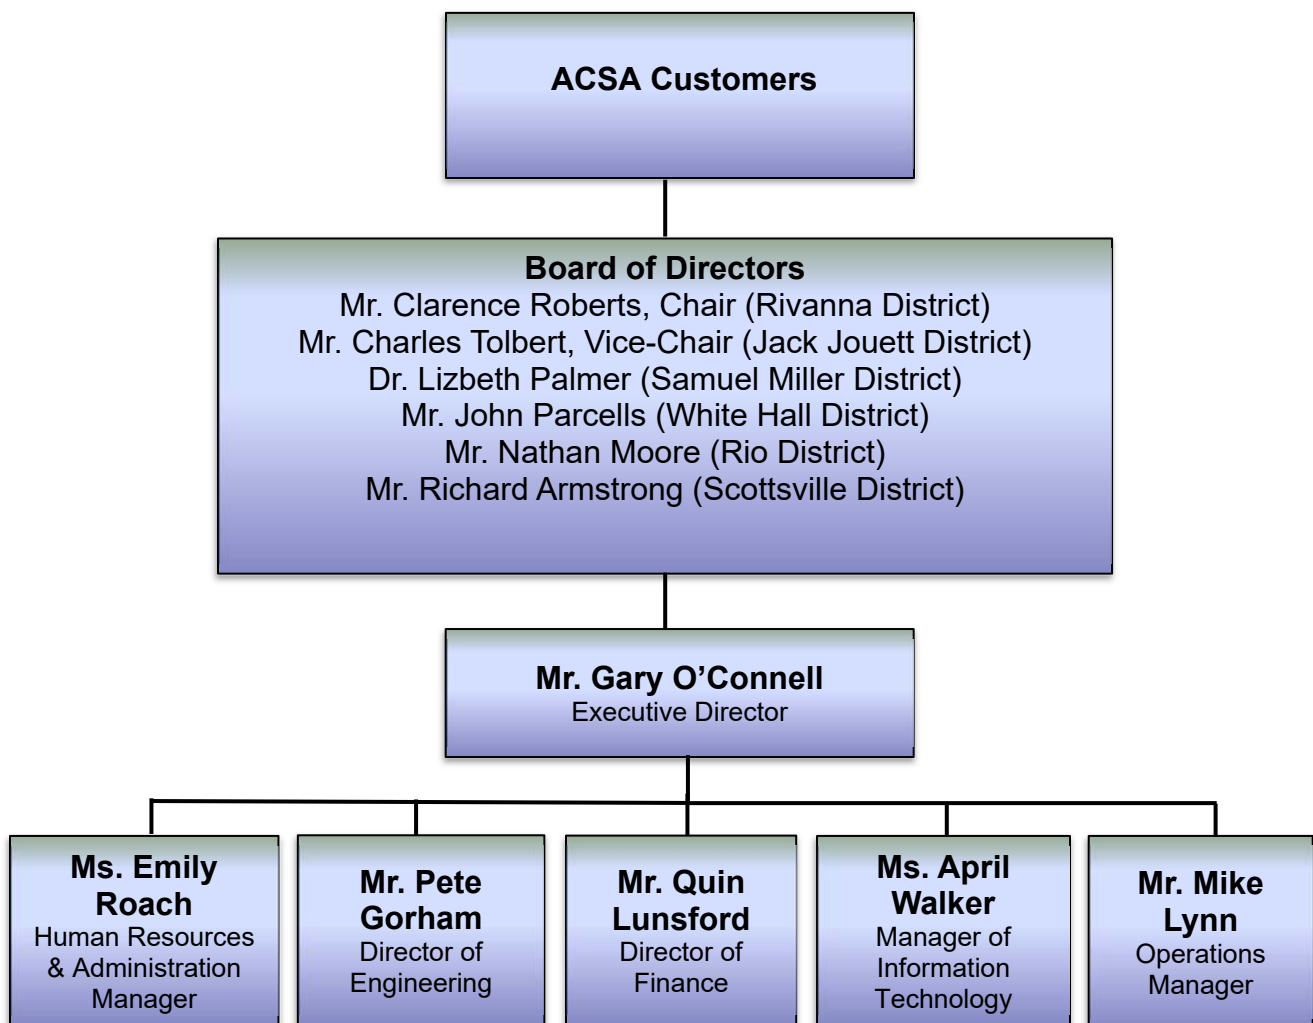 ACSA Customers
Board of Directors
Mr. Clarence Roberts, Chair (Rivanna District)
Mr. Charles Tolbert, Vice-Chair (Jack Jouett District)
Dr. Lizbeth Palmer (Samuel Miller District)
Mr. John Parcells (White Hall District)
Mr. Nathan Moore (Rio District)
Mr. Richard Armstrong (Scottsville District)
Mr. Gary O’Connell
Executive Director
Ms. Emily
Roach
Human Resources
& Administration
Manager
Mr. Pete
Gorham
Director of
Engineering
Mr. Quin
Lunsford
Director of
Finance
Ms. April
Walker
Manager of
Information
Technology
Mr. Mike
Lynn
Operations
Manager